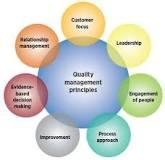 Customer
focus
Leadership
Engagement
of people
Process
approach
Improvement
Evidence-
based
decision
making
Relationship
management
Quality
management
principles